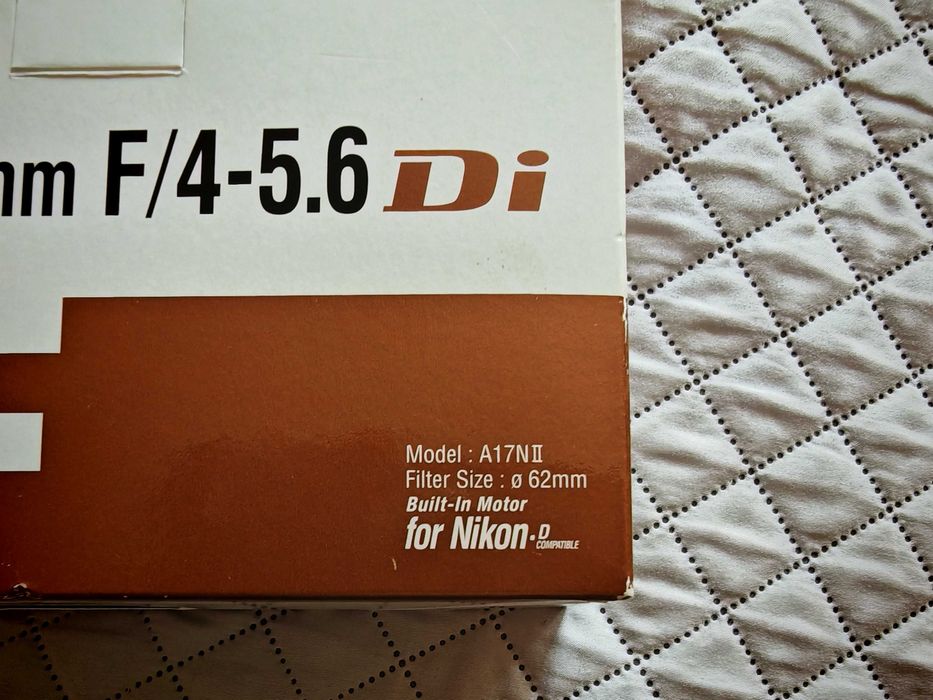 mm F/4-5.6 Di
Model : A17NII
Filter Size : ø 62mm
Built-In Motor
for Nikon-D
COMPATIBLE